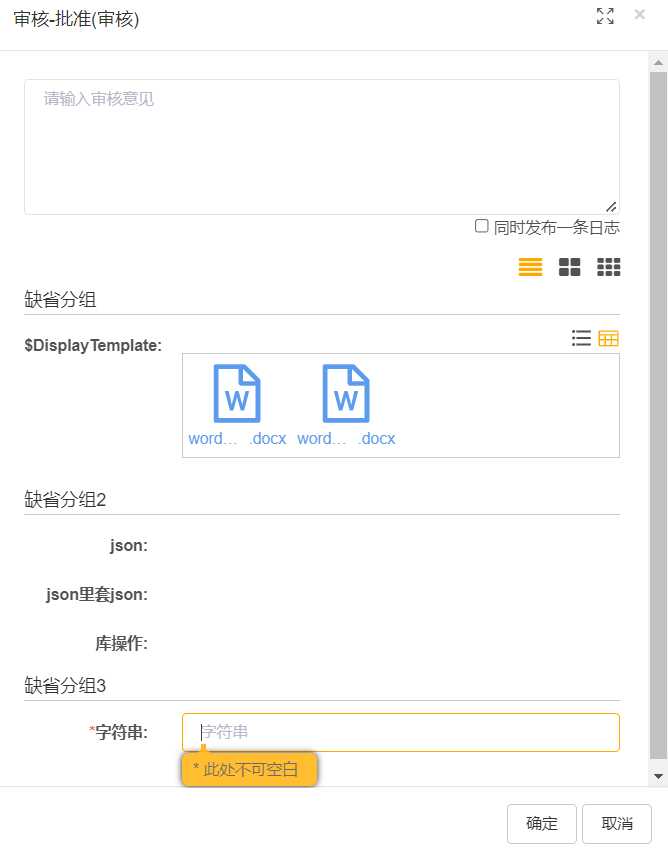 审核-批准(审核)
请输入审核意见
同时发布一条日志
缺省分组
$DisplayTemplate:
W W
word... .docx word... .docx
缺省分组2
json:
json里套json:
库操作:
缺省分组3
*字符串: 字符串
* 此处不可空白
确定 取消